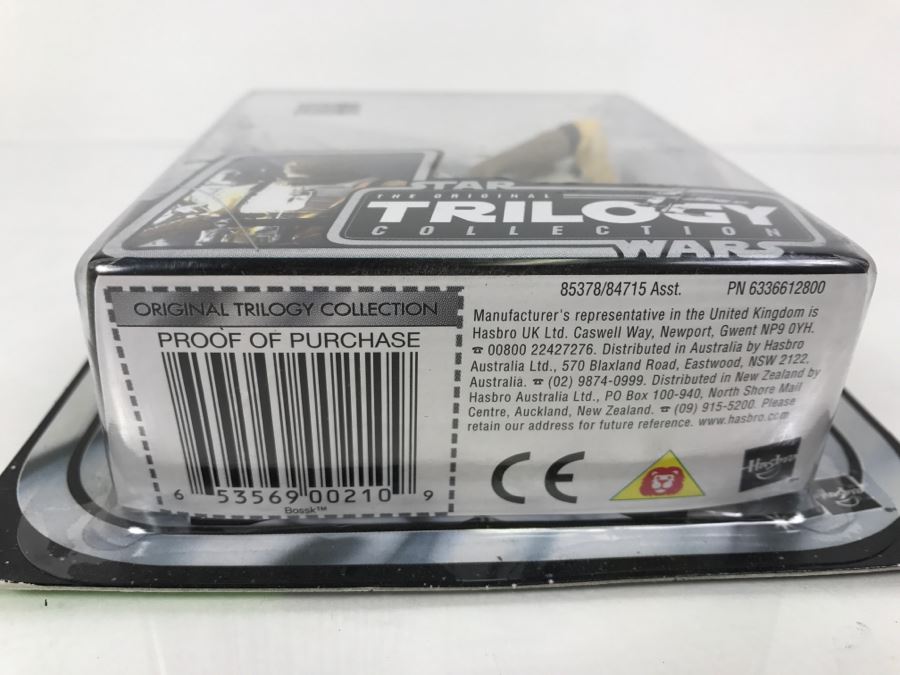 STAR
THE ORIGINAL
TRILOGY
COLLECTION
WARS
ORIGINAL TRILOGY COLLECTION
PROOF OF PURCHASE
6 53569 00210 9
Bossk™
85378/84715 Asst. PN 6336612800
Manufacturer's representative in the United Kingdom is
Hasbro UK Ltd. Caswell Way, Newport, Gwent NP9 0YH.
☎ 00800 22427276. Distributed in Australia by Hasbro
Australia Ltd., 570 Blaxland Road, Eastwood, NSW 2122,
Australia. ☎ (02) 9874-0999. Distributed in New Zealand by
Hasbro Australia Ltd., PO Box 100-940, North Shore Mail
Centre, Auckland, New Zealand. ☎ (09) 915-5200. Please
retain our address for future reference. www.hasbro.com
CE
Hasbro
Hasbro